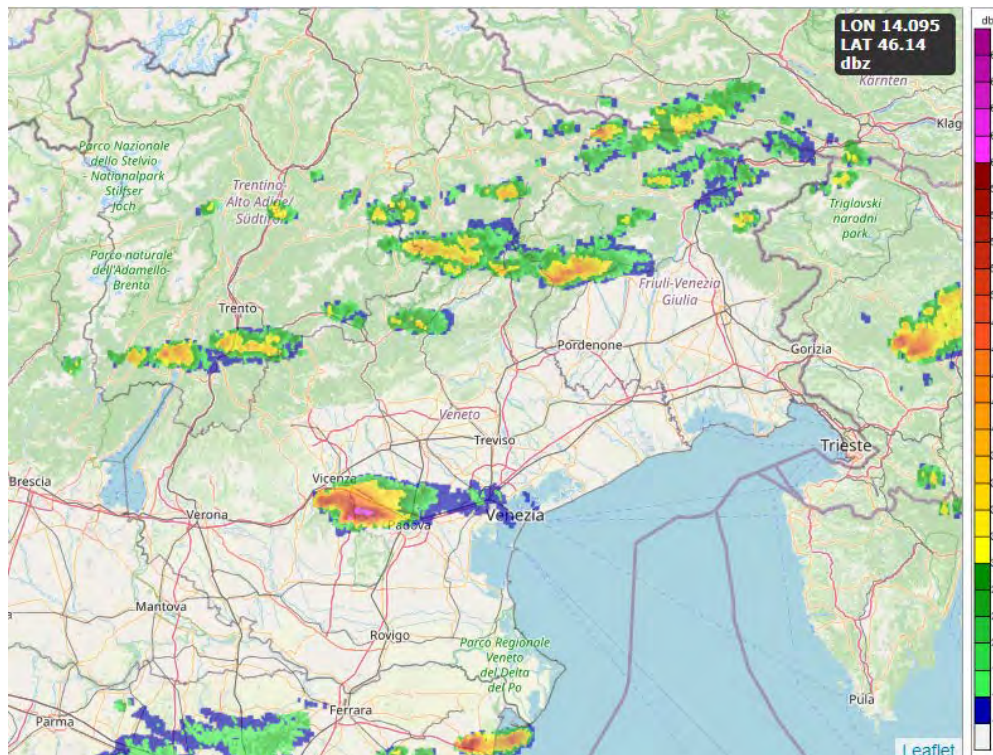 LON 14.095
LAT 46.14
dbz
Kärnten
Parco Nazionale
dello Stelvio
- Nationalpark
Stilfser
Joch
Trentino-
Alto Adige/
Südtirol
Triglavski
narodni
park
Parco naturale
dell'Adamello-
Brenta
Friuli-Venezia
Giulia
Trento
Pordenone
Gorizia
Veneto
Treviso
Trieste
Brescia
Vicenza
Verona
Padova
Venezia
Mantova
Rovigo
Parco Regionale
Veneto
del Delta
del Po
Ferrara
Pula
Parma
Leaflet